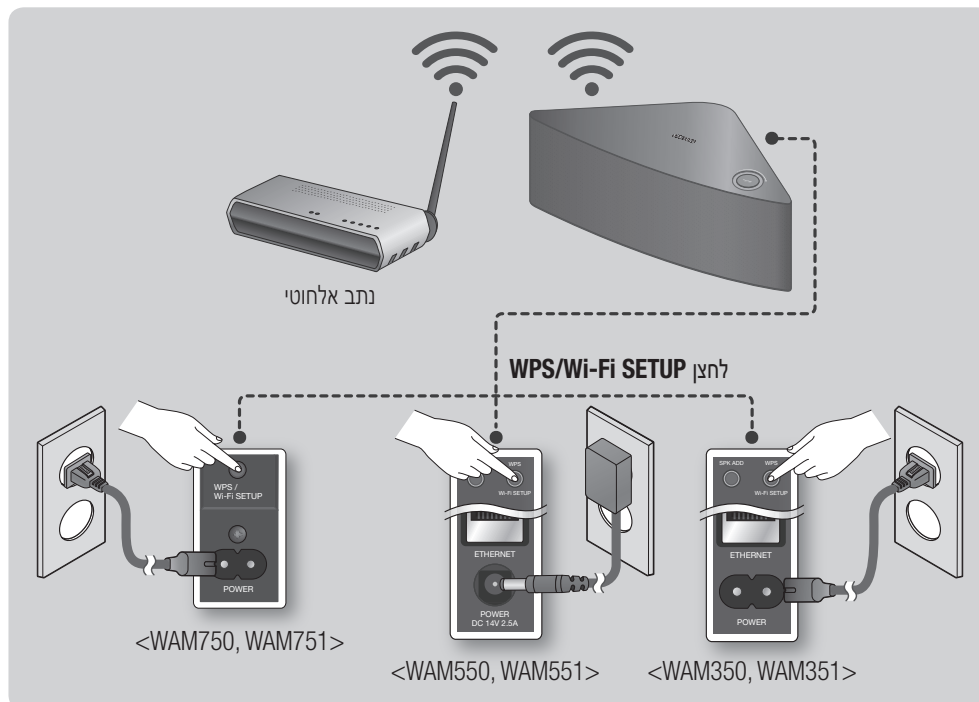 נתב אלחוטי
לחצן WPS/Wi-Fi SETUP
WPS /
Wi-Fi SETUP
POWER
<WAM750, WAM751>
WPS
Wi-Fi SETUP
ETHERNET
POWER
DC 14V 2.5A
<WAM550, WAM551>
SPK ADD
WPS
Wi-Fi SETUP
ETHERNET
POWER
<WAM350, WAM351>